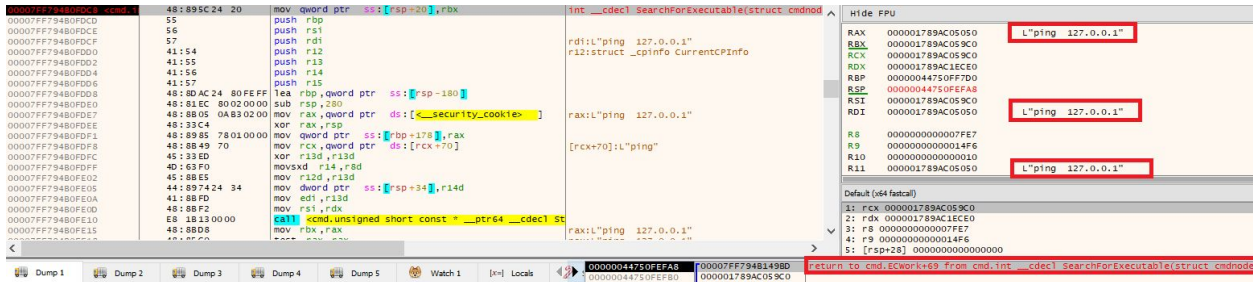 00007FF794B0FDC8 <cmd.i 48:895C24 20 mov qword ptr ss:[rsp+20],rbx int __cdecl SearchForExecutable(struct cmdnod
00007FF794B0FDCD 55 push rbp
00007FF794B0FDCE 56 push rsi
00007FF794B0FDCF 57 push rdi rdi:L"ping 127.0.0.1"
00007FF794B0FDD0 41:54 push r12 r12:struct _cpinfo CurrentCPInfo
00007FF794B0FDD2 41:55 push r13
00007FF794B0FDD4 41:56 push r14
00007FF794B0FDD6 41:57 push r15
00007FF794B0FDD8 48:8DAC24 80FEFF lea rbp,qword ptr ss:[rsp-180]
00007FF794B0FDE0 48:81EC 80020000 sub rsp,280
00007FF794B0FDE7 48:8B05 0AB30200 mov rax,qword ptr ds:[<__security_cookie>] rax:L"ping 127.0.0.1"
00007FF794B0FDEE 48:33C4 xor rax,rsp
00007FF794B0FDF1 48:8985 78010000 mov qword ptr ss:[rbp+178],rax
00007FF794B0FDF8 48:8B49 70 mov rcx,qword ptr ds:[rcx+70] [rcx+70]:L"ping"
00007FF794B0FDFC 45:33ED xor r13d,r13d
00007FF794B0FDFF 4D:63F0 movsxd r14,r8d
00007FF794B0FE02 45:8BE5 mov r12d,r13d
00007FF794B0FE05 44:897424 34 mov dword ptr ss:[rsp+34],r14d
00007FF794B0FE0A 41:8BFD mov edi,r13d
00007FF794B0FE0D 48:8BF2 mov rsi,rdx
00007FF794B0FE10 E8 1B130000 call <cmd.unsigned short const * __ptr64 __cdecl St
00007FF794B0FE15 48:8BD8 mov rbx,rax rax:L"ping 127.0.0.1"
Hide FPU
RAX 000001789AC05050 L"ping 127.0.0.1"
RBX 000001789AC059C0
RCX 000001789AC059C0
RDX 000001789AC1ECE0
RBP 00000044750FF7D0
RSP 00000044750FEFA8
RSI 000001789AC059C0
RDI 000001789AC05050 L"ping 127.0.0.1"
R8 0000000000007FE7
R9 00000000000014F6
R10 0000000000000010
R11 000001789AC05050 L"ping 127.0.0.1"
Default (x64 fastcall)
1: rcx 000001789AC059C0
2: rdx 000001789AC1ECE0
3: r8 0000000000007FE7
4: r9 00000000000014F6
5: [rsp+28] 0000000000000000
Dump 1 Dump 2 Dump 3 Dump 4 Dump 5 Watch 1 [x=] Locals
00000044750FEFA8 00007FF794B149BD return to cmd.ECWork+69 from cmd.int __cdecl SearchForExecutable(struct cmdnode
00000044750FEFB0 000001789AC059C0